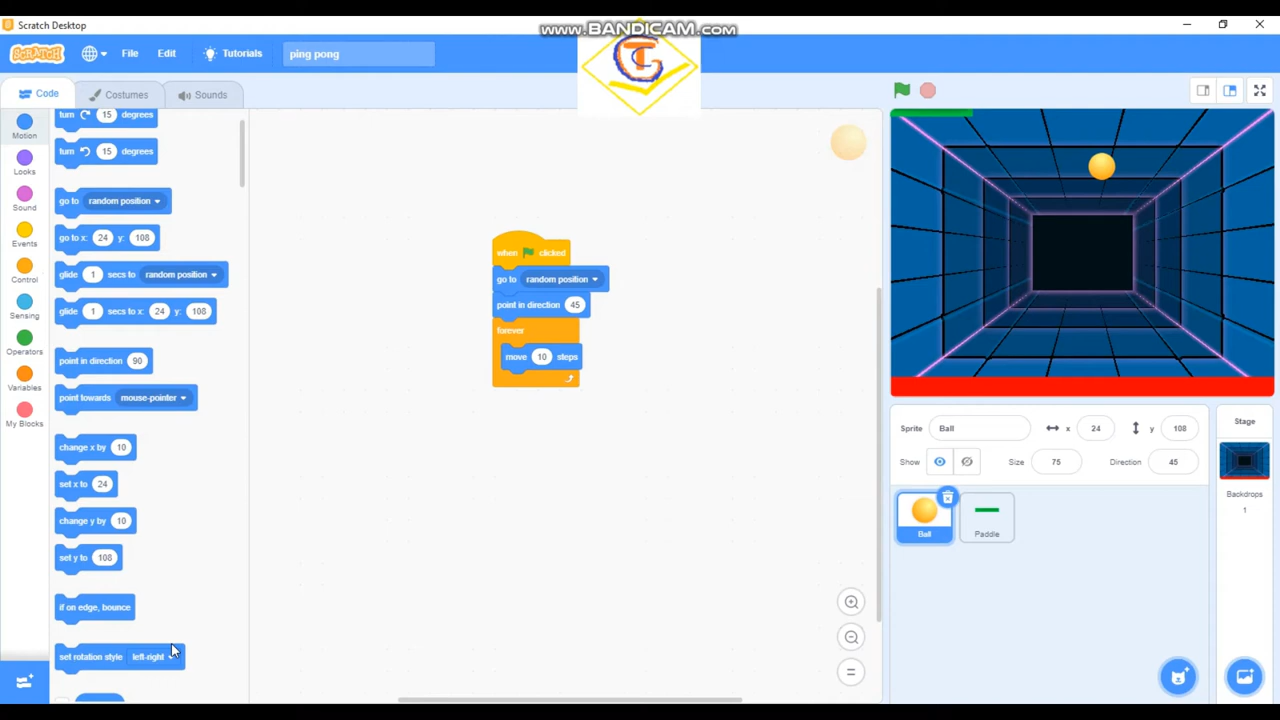 Scratch Desktop
www.BANDICAM.com
SCRATCH File Edit Tutorials ping pong
Code Costumes Sounds
Motion
Looks
Sound
Events
Control
Sensing
Operators
Variables
My Blocks
turn 15 degrees
turn 15 degrees
go to random position
go to x: 24 y: 108
glide 1 secs to random position
glide 1 secs to x: 24 y: 108
point in direction 90
point towards mouse-pointer
change x by 10
set x to 24
change y by 10
set y to 108
if on edge, bounce
set rotation style left-right
when clicked
go to random position
point in direction 45
forever
move 10 steps
Sprite Ball x 24 y 108
Show Size 75 Direction 45
Ball
Paddle
Stage
Backdrops
1